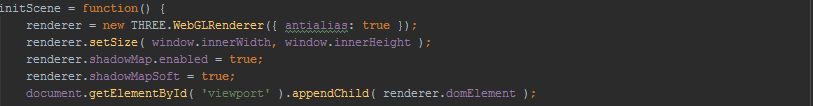 initScene = function() {
renderer = new THREE.WebGLRenderer({ antialias: true });
renderer.setSize( window.innerWidth, window.innerHeight );
renderer.shadowMap.enabled = true;
renderer.shadowMapSoft = true;
document.getElementById( 'viewport' ).appendChild( renderer.domElement );